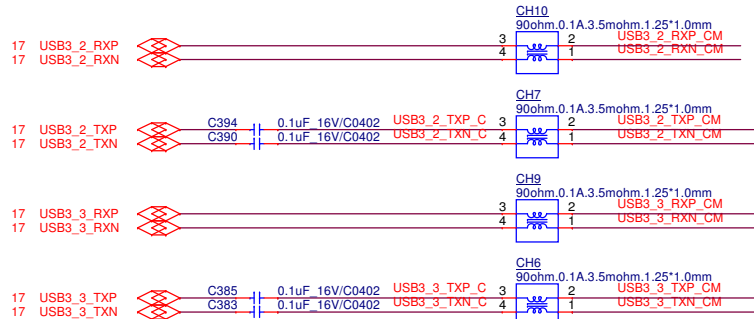 CH10
90ohm.0.1A.3.5mohm.1.25*1.0mm
17 USB3_2_RXP 3 2 USB3_2_RXP_CM
17 USB3_2_RXN 4 1 USB3_2_RXN_CM
CH7
90ohm.0.1A.3.5mohm.1.25*1.0mm
17 USB3_2_TXP C394 0.1uF_16V/C0402 USB3_2_TXP_C 3 2 USB3_2_TXP_CM
17 USB3_2_TXN C390 0.1uF_16V/C0402 USB3_2_TXN_C 4 1 USB3_2_TXN_CM
CH9
90ohm.0.1A.3.5mohm.1.25*1.0mm
17 USB3_3_RXP 3 2 USB3_3_RXP_CM
17 USB3_3_RXN 4 1 USB3_3_RXN_CM
CH6
90ohm.0.1A.3.5mohm.1.25*1.0mm
17 USB3_3_TXP C385 0.1uF_16V/C0402 USB3_3_TXP_C 3 2 USB3_3_TXP_CM
17 USB3_3_TXN C383 0.1uF_16V/C0402 USB3_3_TXN_C 4 1 USB3_3_TXN_CM